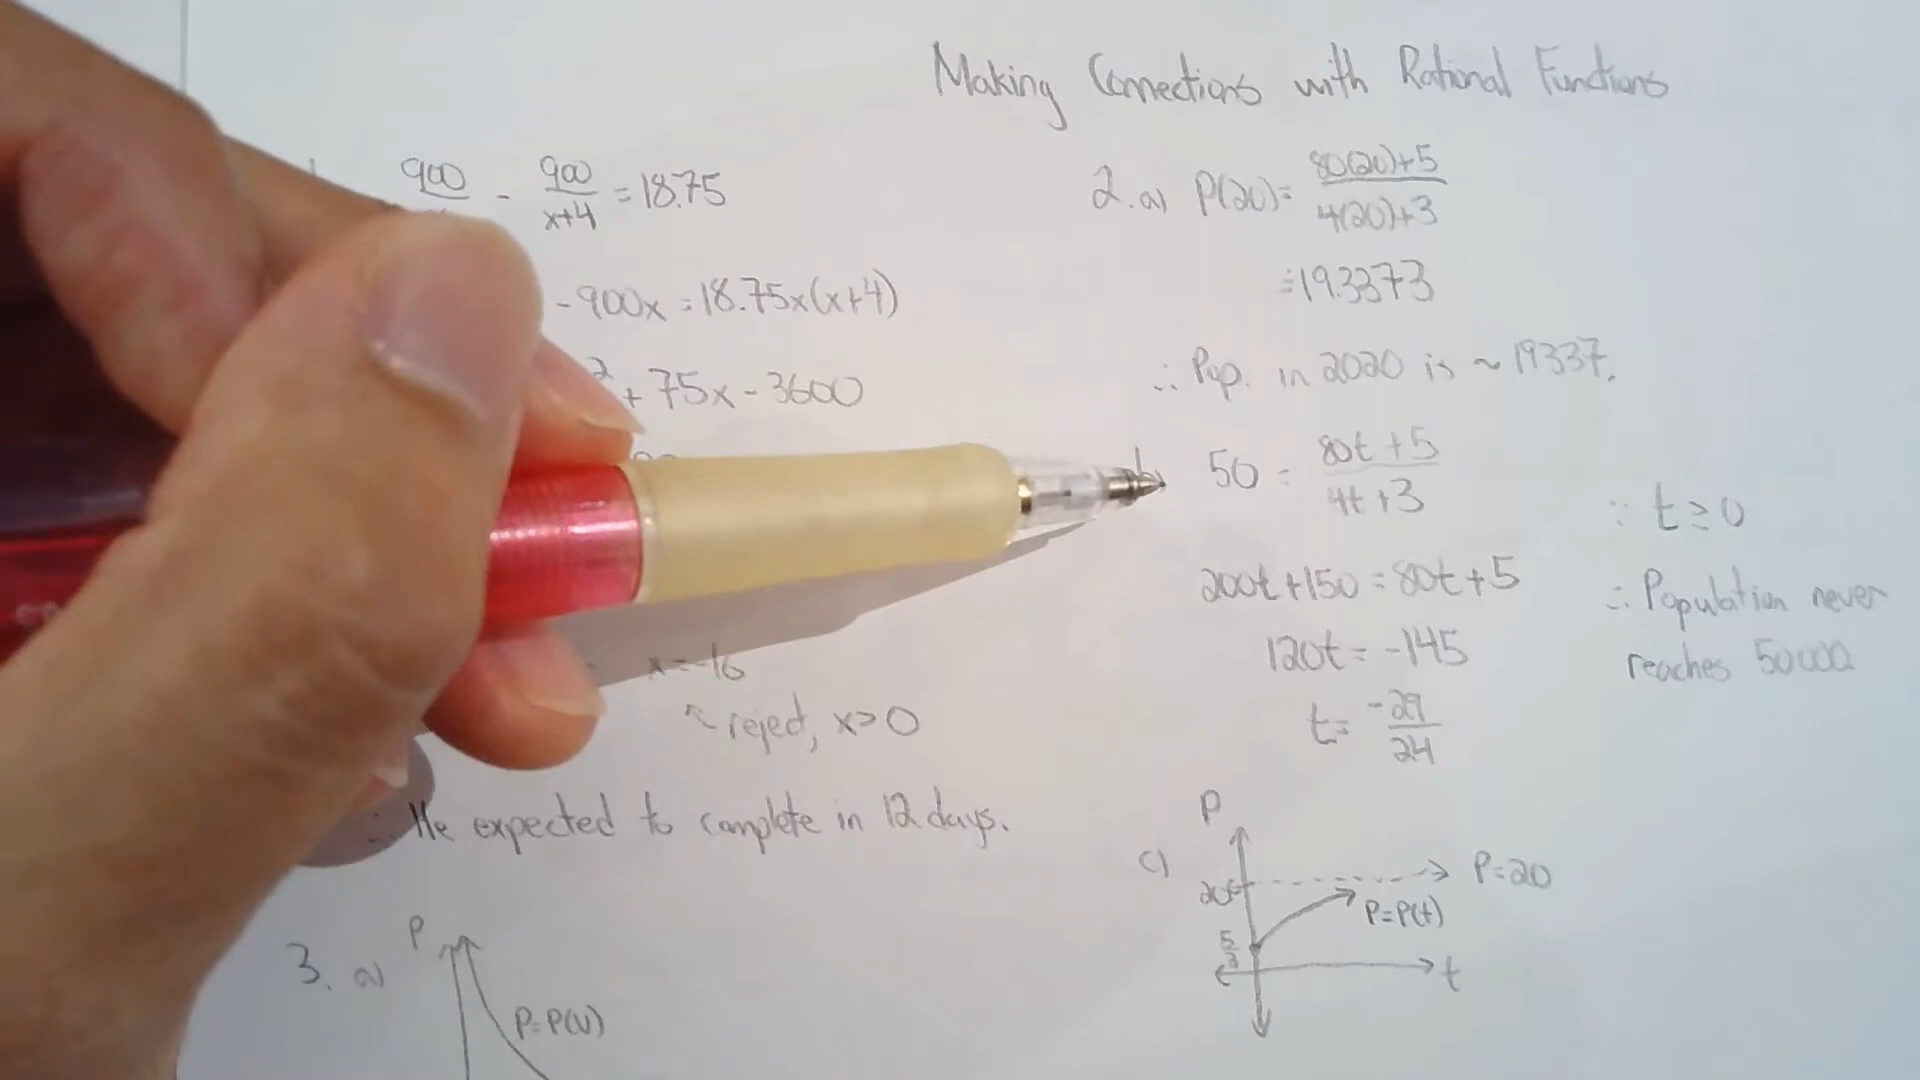 Making Connections with Rational Functions
900 - 900/(x+4) = 18.75
- 900x = 18.75x(x+4)
² + 75x - 3600
x = -16
↖ reject, x>0
∴ He expected to complete in 12 days.
2. a) P(20) = (80(20)+5)/(4(20)+3)
≐ 19.3373
∴ Pop. in 2020 is ~ 19337.
b) 50 = (80t + 5)/(4t + 3)
200t + 150 = 80t + 5
120t = -145
t = -29/24
∵ t ≥ 0
∴ Population never
reaches 50000.
c) P
20
P=20
P=P(t)
5/3
t
3. a) P
P=P(V)